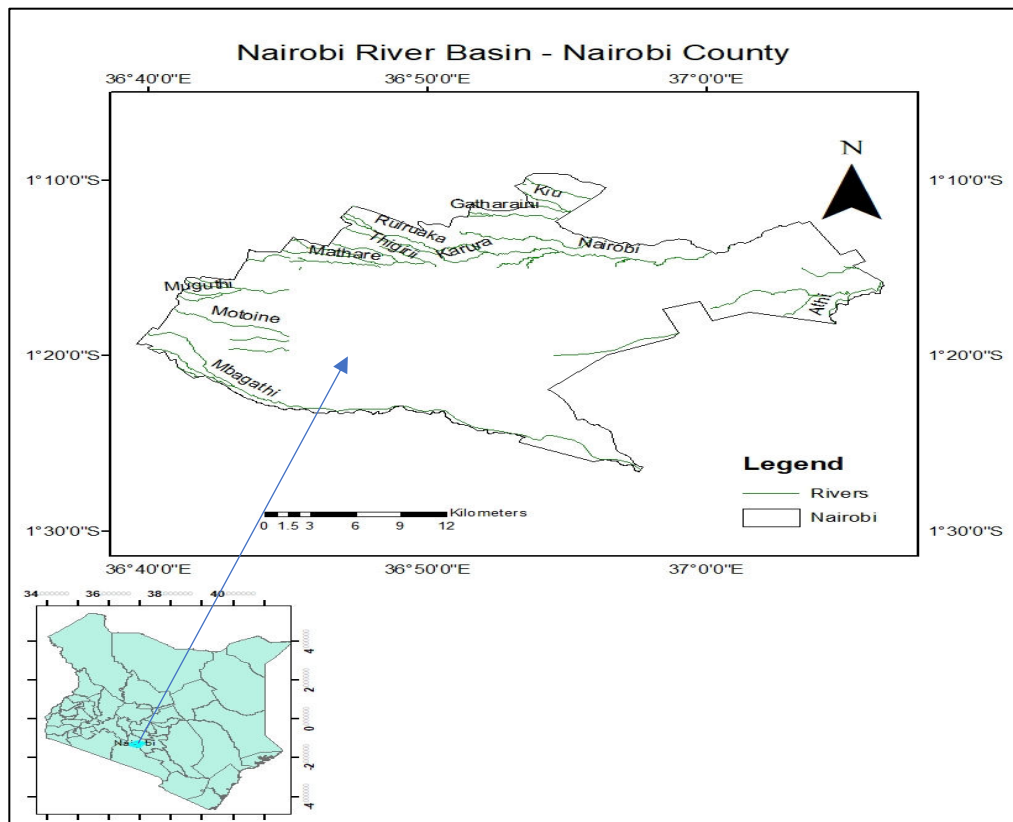 Nairobi River Basin - Nairobi County
36°40'0"E 36°50'0"E 37°0'0"E
N
1°10'0"S 1°10'0"S
Kiu
Gatharaini
Ruiruaka
Thigirii
Karura
Nairobi
Mathare
Muguthi
Athi
Motoine
1°20'0"S 1°20'0"S
Mbagathi
Legend
Rivers
Nairobi
Kilometers
0 1.5 3 6 9 12
1°30'0"S 1°30'0"S
36°40'0"E 36°50'0"E 37°0'0"E
34 36 38 40
4
2
0
2
4
Nairobi